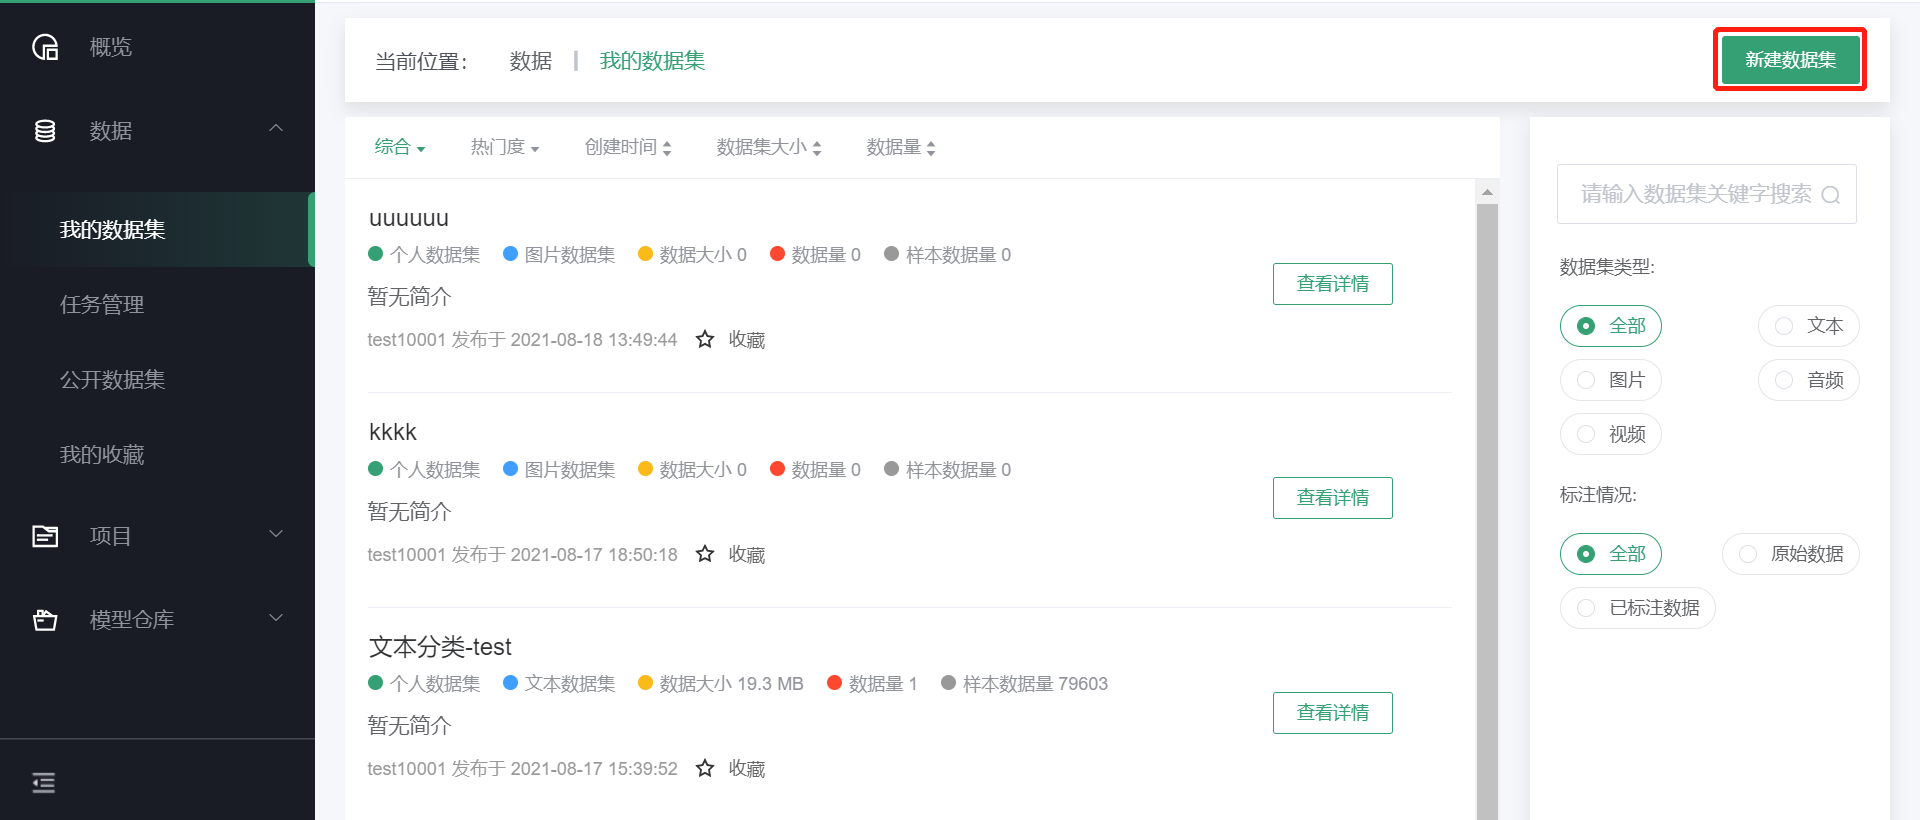 概览
数据
我的数据集
任务管理
公开数据集
我的收藏
项目
模型仓库
当前位置： 数据 | 我的数据集
新建数据集
综合 热门度 创建时间 数据集大小 数据量
uuuuuu
个人数据集 图片数据集 数据大小 0 数据量 0 样本数据量 0
暂无简介
test10001 发布于 2021-08-18 13:49:44 收藏
查看详情
kkkk
个人数据集 图片数据集 数据大小 0 数据量 0 样本数据量 0
暂无简介
test10001 发布于 2021-08-17 18:50:18 收藏
查看详情
文本分类-test
个人数据集 文本数据集 数据大小 19.3 MB 数据量 1 样本数据量 79603
暂无简介
test10001 发布于 2021-08-17 15:39:52 收藏
查看详情
请输入数据集关键字搜索
数据集类型:
全部 文本
图片 音频
视频
标注情况:
全部 原始数据
已标注数据